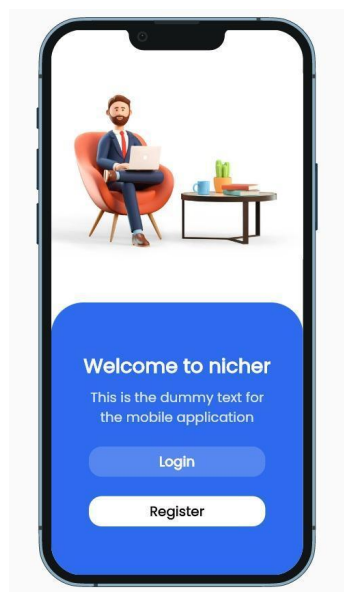 Welcome to nicher
This is the dummy text for
the mobile application
Login
Register